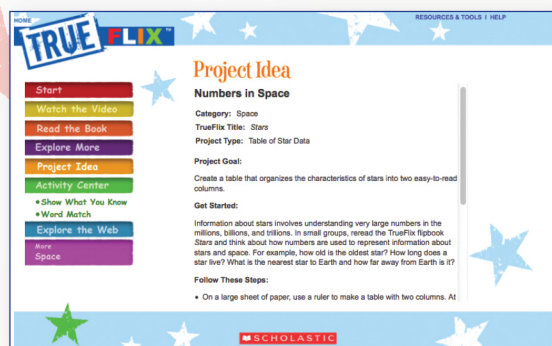 HOME
RESOURCES & TOOLS | HELP
TRUE FLIX™
Start
Watch the Video
Read the Book
Explore More
Project Idea
Activity Center
• Show What You Know
• Word Match
Explore the Web
More
Space
Project Idea
Numbers in Space
Category: Space
TrueFlix Title: Stars
Project Type: Table of Star Data
Project Goal:
Create a table that organizes the characteristics of stars into two easy-to-read
columns.
Get Started:
Information about stars involves understanding very large numbers in the
millions, billions, and trillions. In small groups, reread the TrueFlix flipbook
Stars and think about how numbers are used to represent information about
stars and space. For example, how old is the oldest star? How long does a
star live? What is the nearest star to Earth and how far away from Earth is it?
Follow These Steps:
• On a large sheet of paper, use a ruler to make a table with two columns. At
SCHOLASTIC